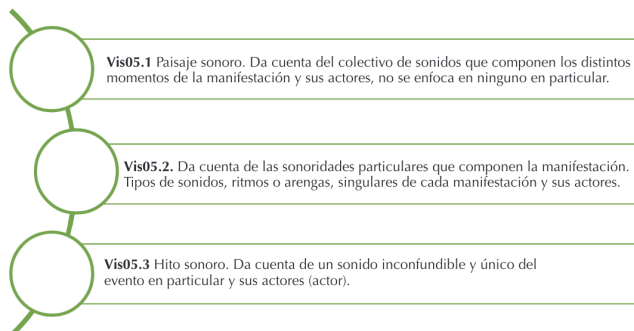 Vis05.1 Paisaje sonoro. Da cuenta del colectivo de sonidos que componen los distintos
momentos de la manifestación y sus actores, no se enfoca en ninguno en particular.
Vis05.2. Da cuenta de las sonoridades particulares que componen la manifestación.
Tipos de sonidos, ritmos o arengas, singulares de cada manifestación y sus actores.
Vis05.3 Hito sonoro. Da cuenta de un sonido inconfundible y único del
evento en particular y sus actores (actor).